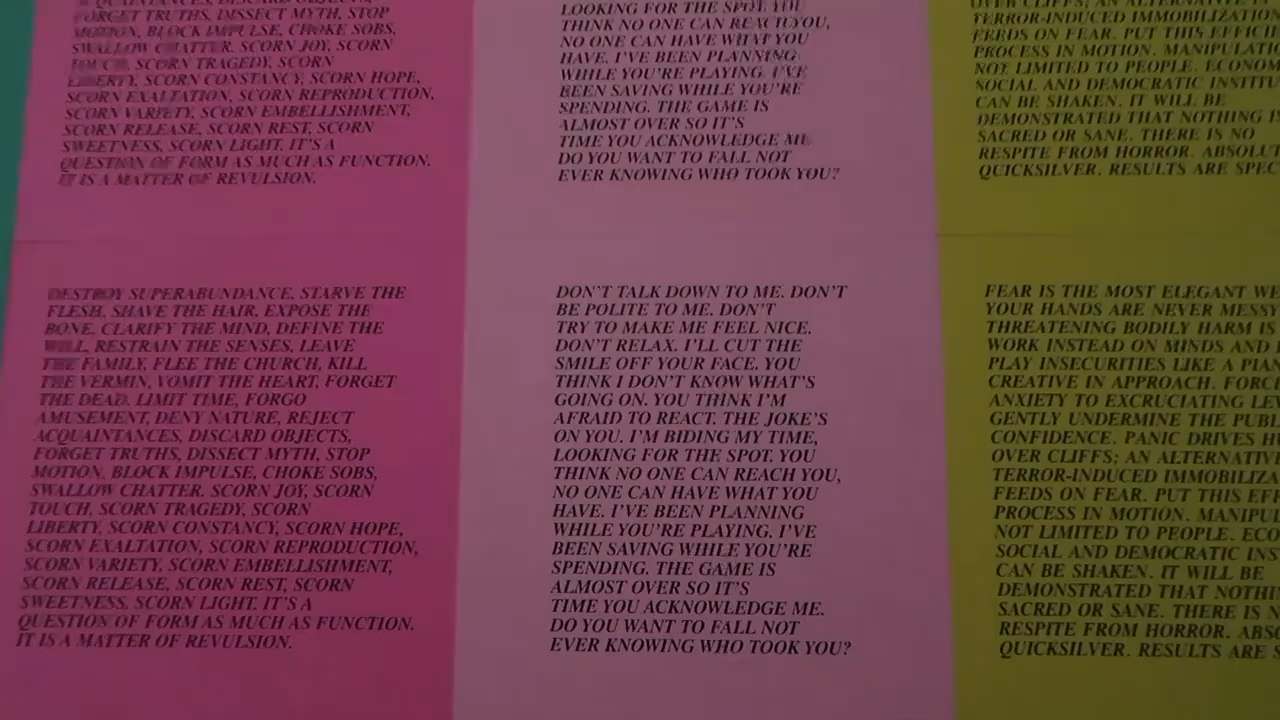 FORGET TRUTHS, DISSECT MYTH, STOP
MOTION, BLOCK IMPULSE, CHOKE SOBS,
SWALLOW CHATTER. SCORN JOY, SCORN
TOUCH, SCORN TRAGEDY, SCORN
LIBERTY, SCORN CONSTANCY, SCORN HOPE,
SCORN EXALTATION, SCORN REPRODUCTION,
SCORN VARIETY, SCORN EMBELLISHMENT,
SCORN RELEASE, SCORN REST, SCORN
SWEETNESS, SCORN LIGHT. IT'S A
QUESTION OF FORM AS MUCH AS FUNCTION.
IT IS A MATTER OF REVULSION.
LOOKING FOR THE SPOT. YOU
THINK NO ONE CAN REACH YOU,
NO ONE CAN HAVE WHAT YOU
HAVE. I'VE BEEN PLANNING
WHILE YOU'RE PLAYING. I'VE
BEEN SAVING WHILE YOU'RE
SPENDING. THE GAME IS
ALMOST OVER SO IT'S
TIME YOU ACKNOWLEDGE ME.
DO YOU WANT TO FALL NOT
EVER KNOWING WHO TOOK YOU?
OVER CLIFFS; AN ALTERNATIVE
TERROR-INDUCED IMMOBILIZATION
FEEDS ON FEAR. PUT THIS
PROCESS IN MOTION.
NOT LIMITED TO PEOPLE.
SOCIAL AND DEMOCRATIC
CAN BE SHAKEN. IT WILL BE
DEMONSTRATED THAT NOTHING
SACRED OR SANE. THERE IS NO
RESPITE FROM HORROR.
QUICKSILVER. RESULTS ARE
DESTROY SUPERABUNDANCE. STARVE THE
FLESH, SHAVE THE HAIR, EXPOSE THE
BONE, CLARIFY THE MIND, DEFINE THE
WILL, RESTRAIN THE SENSES, LEAVE
THE FAMILY, FLEE THE CHURCH, KILL
THE VERMIN, VOMIT THE HEART, FORGET
THE DEAD. LIMIT TIME, FORGO
AMUSEMENT, DENY NATURE, REJECT
ACQUAINTANCES, DISCARD OBJECTS,
FORGET TRUTHS, DISSECT MYTH, STOP
MOTION, BLOCK IMPULSE, CHOKE SOBS,
SWALLOW CHATTER. SCORN JOY, SCORN
TOUCH, SCORN TRAGEDY, SCORN
LIBERTY, SCORN CONSTANCY, SCORN HOPE,
SCORN EXALTATION, SCORN REPRODUCTION,
SCORN VARIETY, SCORN EMBELLISHMENT,
SCORN RELEASE, SCORN REST, SCORN
SWEETNESS, SCORN LIGHT. IT'S A
QUESTION OF FORM AS MUCH AS FUNCTION.
IT IS A MATTER OF REVULSION.
DON'T TALK DOWN TO ME. DON'T
BE POLITE TO ME. DON'T
TRY TO MAKE ME FEEL NICE.
DON'T RELAX. I'LL CUT THE
SMILE OFF YOUR FACE. YOU
THINK I DON'T KNOW WHAT'S
GOING ON. YOU THINK I'M
AFRAID TO REACT. THE JOKE'S
ON YOU. I'M BIDING MY TIME,
LOOKING FOR THE SPOT. YOU
THINK NO ONE CAN REACH YOU,
NO ONE CAN HAVE WHAT YOU
HAVE. I'VE BEEN PLANNING
WHILE YOU'RE PLAYING. I'VE
BEEN SAVING WHILE YOU'RE
SPENDING. THE GAME IS
ALMOST OVER SO IT'S
TIME YOU ACKNOWLEDGE ME.
DO YOU WANT TO FALL NOT
EVER KNOWING WHO TOOK YOU?
FEAR IS THE MOST ELEGANT
YOUR HANDS ARE NEVER MESSY
THREATENING BODILY HARM IS
WORK INSTEAD ON MINDS AND
PLAY INSECURITIES LIKE A
CREATIVE IN APPROACH.
ANXIETY TO EXCRUCIATING
GENTLY UNDERMINE THE
CONFIDENCE. PANIC DRIVES
OVER CLIFFS; AN ALTERNATIVE
TERROR-INDUCED
FEEDS ON FEAR. PUT THIS
PROCESS IN MOTION.
NOT LIMITED TO PEOPLE.
SOCIAL AND DEMOCRATIC
CAN BE SHAKEN. IT WILL BE
DEMONSTRATED THAT
SACRED OR SANE. THERE IS
RESPITE FROM HORROR.
QUICKSILVER. RESULTS ARE